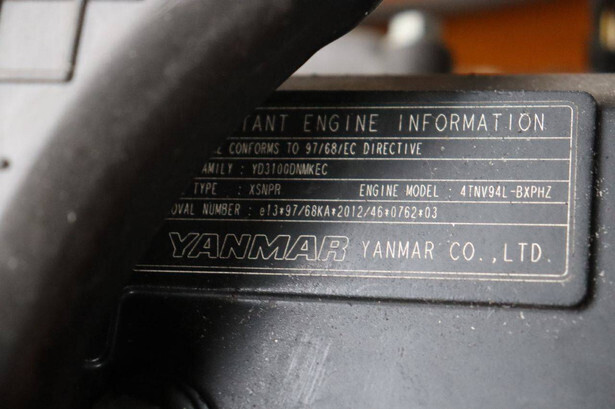 TANT ENGINE INFORMATION
CONFORMS TO 97/68/EC DIRECTIVE
FAMILY : YD3100DNMKEC
TYPE : XSNPR ENGINE MODEL : 4TNV94L-BXPHZ
OVAL NUMBER : e13*97/68KA*2012/46*0762*03
YANMAR YANMAR CO.,LTD.